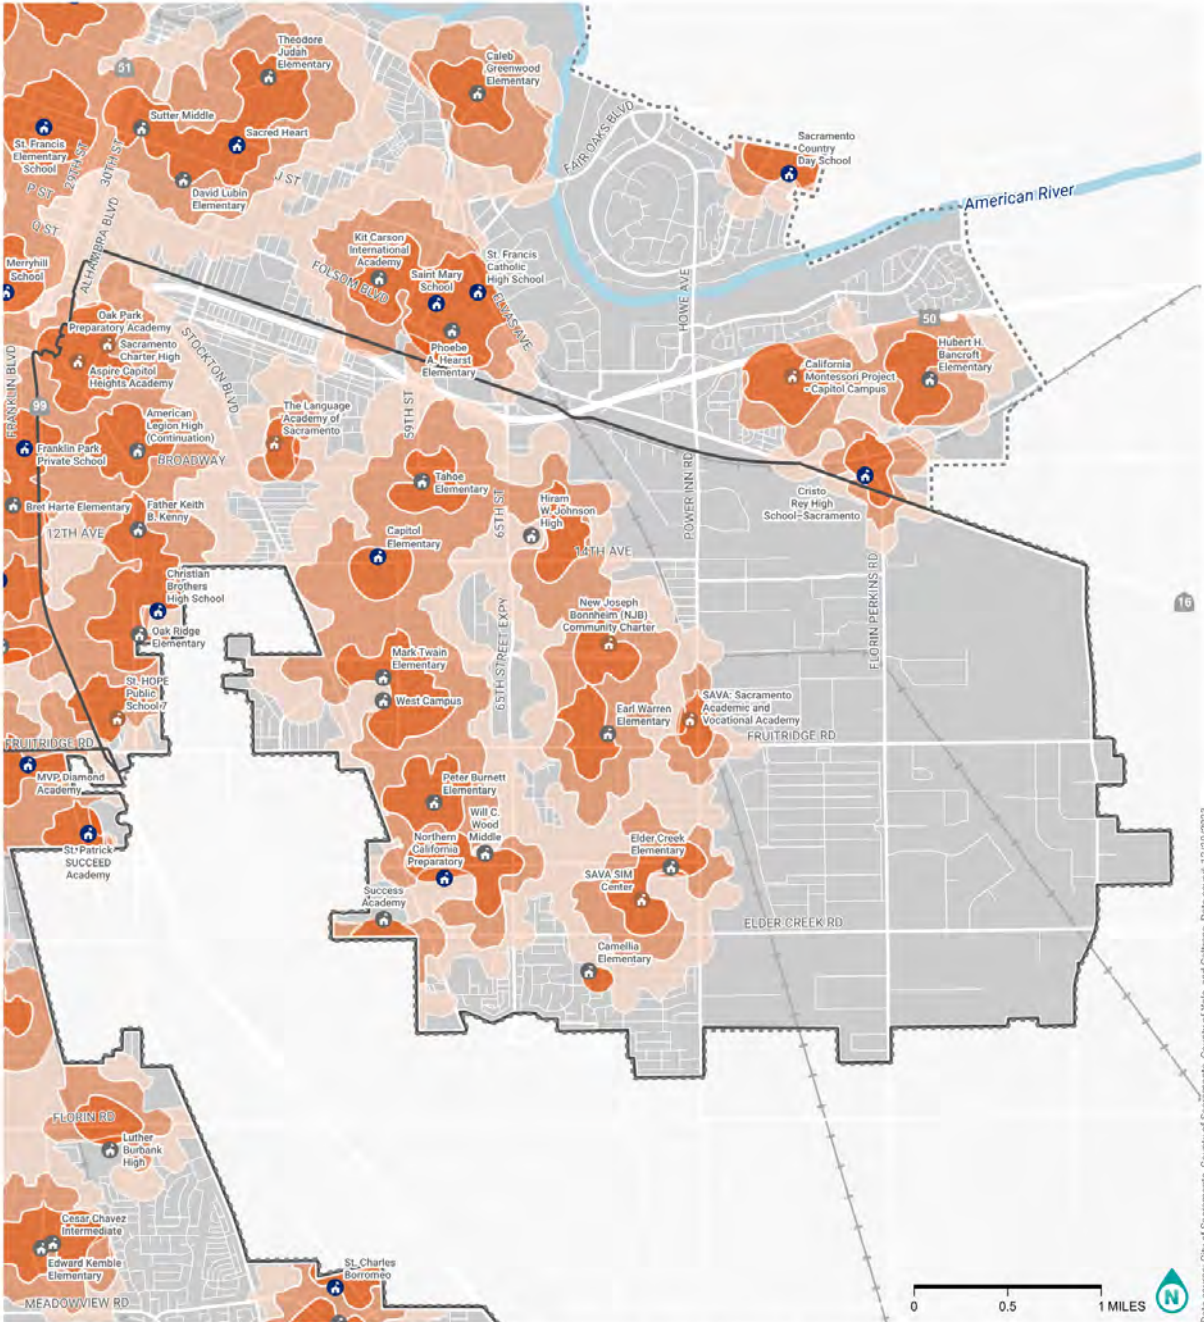 Theodore
Judah
Elementary
Caleb
Greenwood
Elementary
51
Sutter Middle
St. Francis
Elementary
School
Sacred Heart
29TH ST
30TH ST
FAIR OAKS BLVD
Sacramento
Country
Day School
J ST
P ST
David Lubin
Elementary
American River
Q ST
ALHAMBRA BLVD
Kit Carson
International
Academy
Merryhill
School
FOLSOM BLVD
Saint Mary
School
St. Francis
Catholic
High School
ELVAS AVE
HOWE AVE
50
Oak Park
Preparatory Academy
Sacramento
Charter High
Aspire Capitol
Heights Academy
STOCKTON BLVD
Phoebe
A. Hearst
Elementary
California
Montessori Project
- Capitol Campus
Hubert H.
Bancroft
Elementary
FRANKLIN BLVD
99
American
Legion High
(Continuation)
The Language
Academy of
Sacramento
59TH ST
Franklin Park
Private School
BROADWAY
Tahoe
Elementary
65TH ST
POWER INN RD
Cristo
Rey High
School–Sacramento
Bret Harte Elementary
Father Keith
B. Kenny
Hiram
W. Johnson
High
12TH AVE
Capitol
Elementary
14TH AVE
FLORIN PERKINS RD
Christian
Brothers
High School
16
Oak Ridge
Elementary
New Joseph
Bonnheim (NJB)
Community Charter
65TH STREET EXPY
Mark Twain
Elementary
St. HOPE
Public
School 7
West Campus
Earl Warren
Elementary
SAVA: Sacramento
Academic and
Vocational Academy
FRUITRIDGE RD
FRUITRIDGE RD
MVP Diamond
Academy
Peter Burnett
Elementary
Will C.
Wood
Middle
St. Patrick
SUCCEED
Academy
Northern
California
Preparatory
Elder Creek
Elementary
SAVA SIM
Center
Success
Academy
ELDER CREEK RD
Camellia
Elementary
FLORIN RD
Luther
Burbank
High
Cesar Chavez
Intermediate
Edward Kemble
Elementary
St. Charles
Borromeo
MEADOWVIEW RD
0 0.5 1 MILES
N